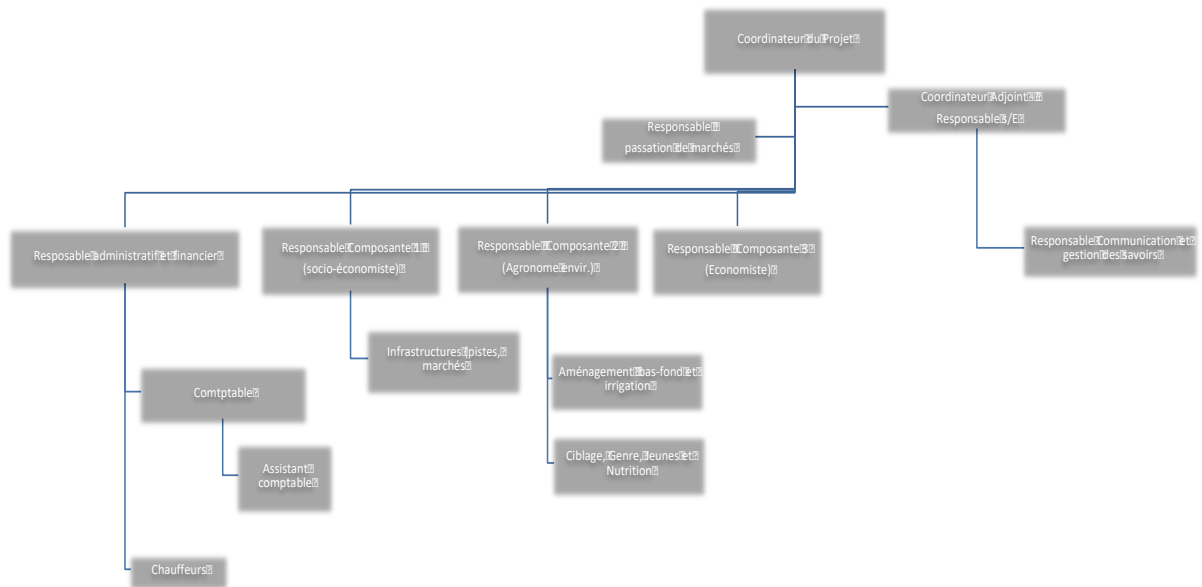 Coordinateur du Projet
Coordinateur Adjoint –
Responsable S/E
Responsable
passation de marchés
Resposable administratif et financier
Responsable Composante 1
(socio-économiste)
Responsable Composante 2
(Agronome envir.)
Responsable Composante 3
(Economiste)
Responsable Communication et
gestion des savoirs
Infrastructures (pistes,
marchés
Aménagement bas-fond et
irrigation
Comtptable
Ciblage, Genre, Jeunes et
Nutrition
Assistant
comptable
Chauffeurs